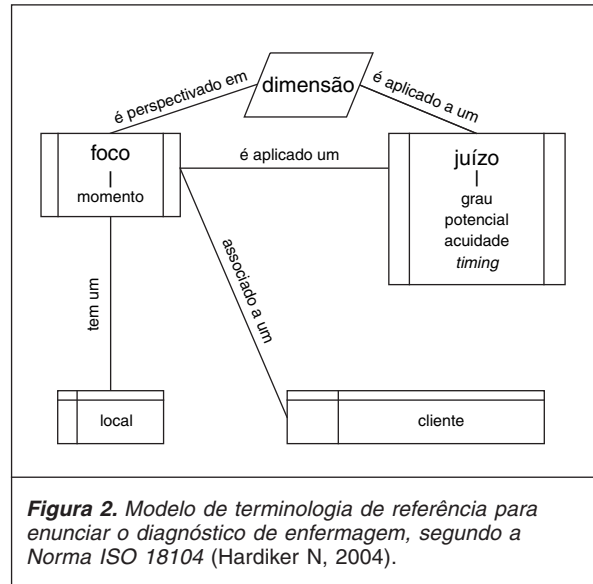 dimensão
é perspectivado em
é aplicado a um
foco
momento
é aplicado um
juízo
grau
potencial
acuidade
timing
tem um
associado a um
local
cliente
Figura 2. Modelo de terminologia de referência para
enunciar o diagnóstico de enfermagem, segundo a
Norma ISO 18104 (Hardiker N, 2004).